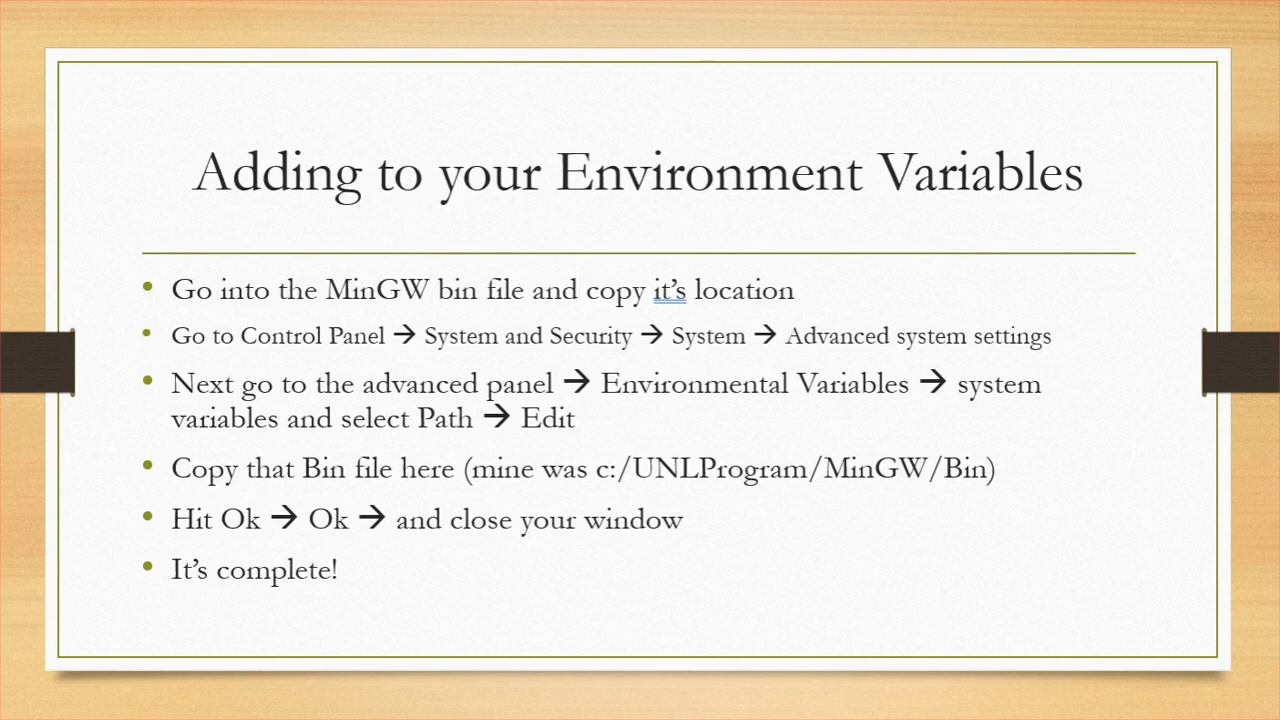 Adding to your Environment Variables
• Go into the MinGW bin file and copy it’s location
• Go to Control Panel → System and Security → System → Advanced system settings
• Next go to the advanced panel → Environmental Variables → system
variables and select Path → Edit
• Copy that Bin file here (mine was c:/UNLProgram/MinGW/Bin)
• Hit Ok → Ok → and close your window
• It’s complete!